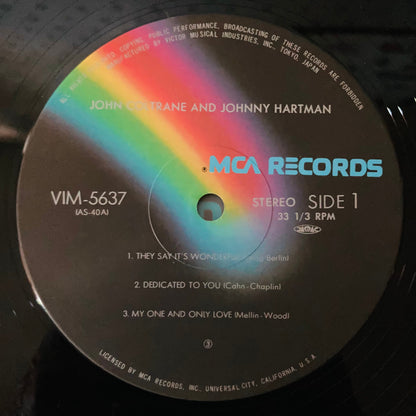 ALL RIGHTS RESERVED. COPYING, PUBLIC PERFORMANCE, BROADCASTING OF THESE RECORDS ARE FORBIDDEN
MANUFACTURED BY VICTOR MUSICAL INDUSTRIES, INC., TOKYO, JAPAN
JOHN COLTRANE AND JOHNNY HARTMAN
MCA RECORDS
VIM-5637
(AS-40A)
STEREO SIDE 1
33 1/3 RPM
1. THEY SAY IT'S WONDERFUL (Irving Berlin)
2. DEDICATED TO YOU (Cahn-Chaplin)
3. MY ONE AND ONLY LOVE (Mellin-Wood)
③
LICENSED BY MCA RECORDS, INC., UNIVERSAL CITY, CALIFORNIA, U.S.A